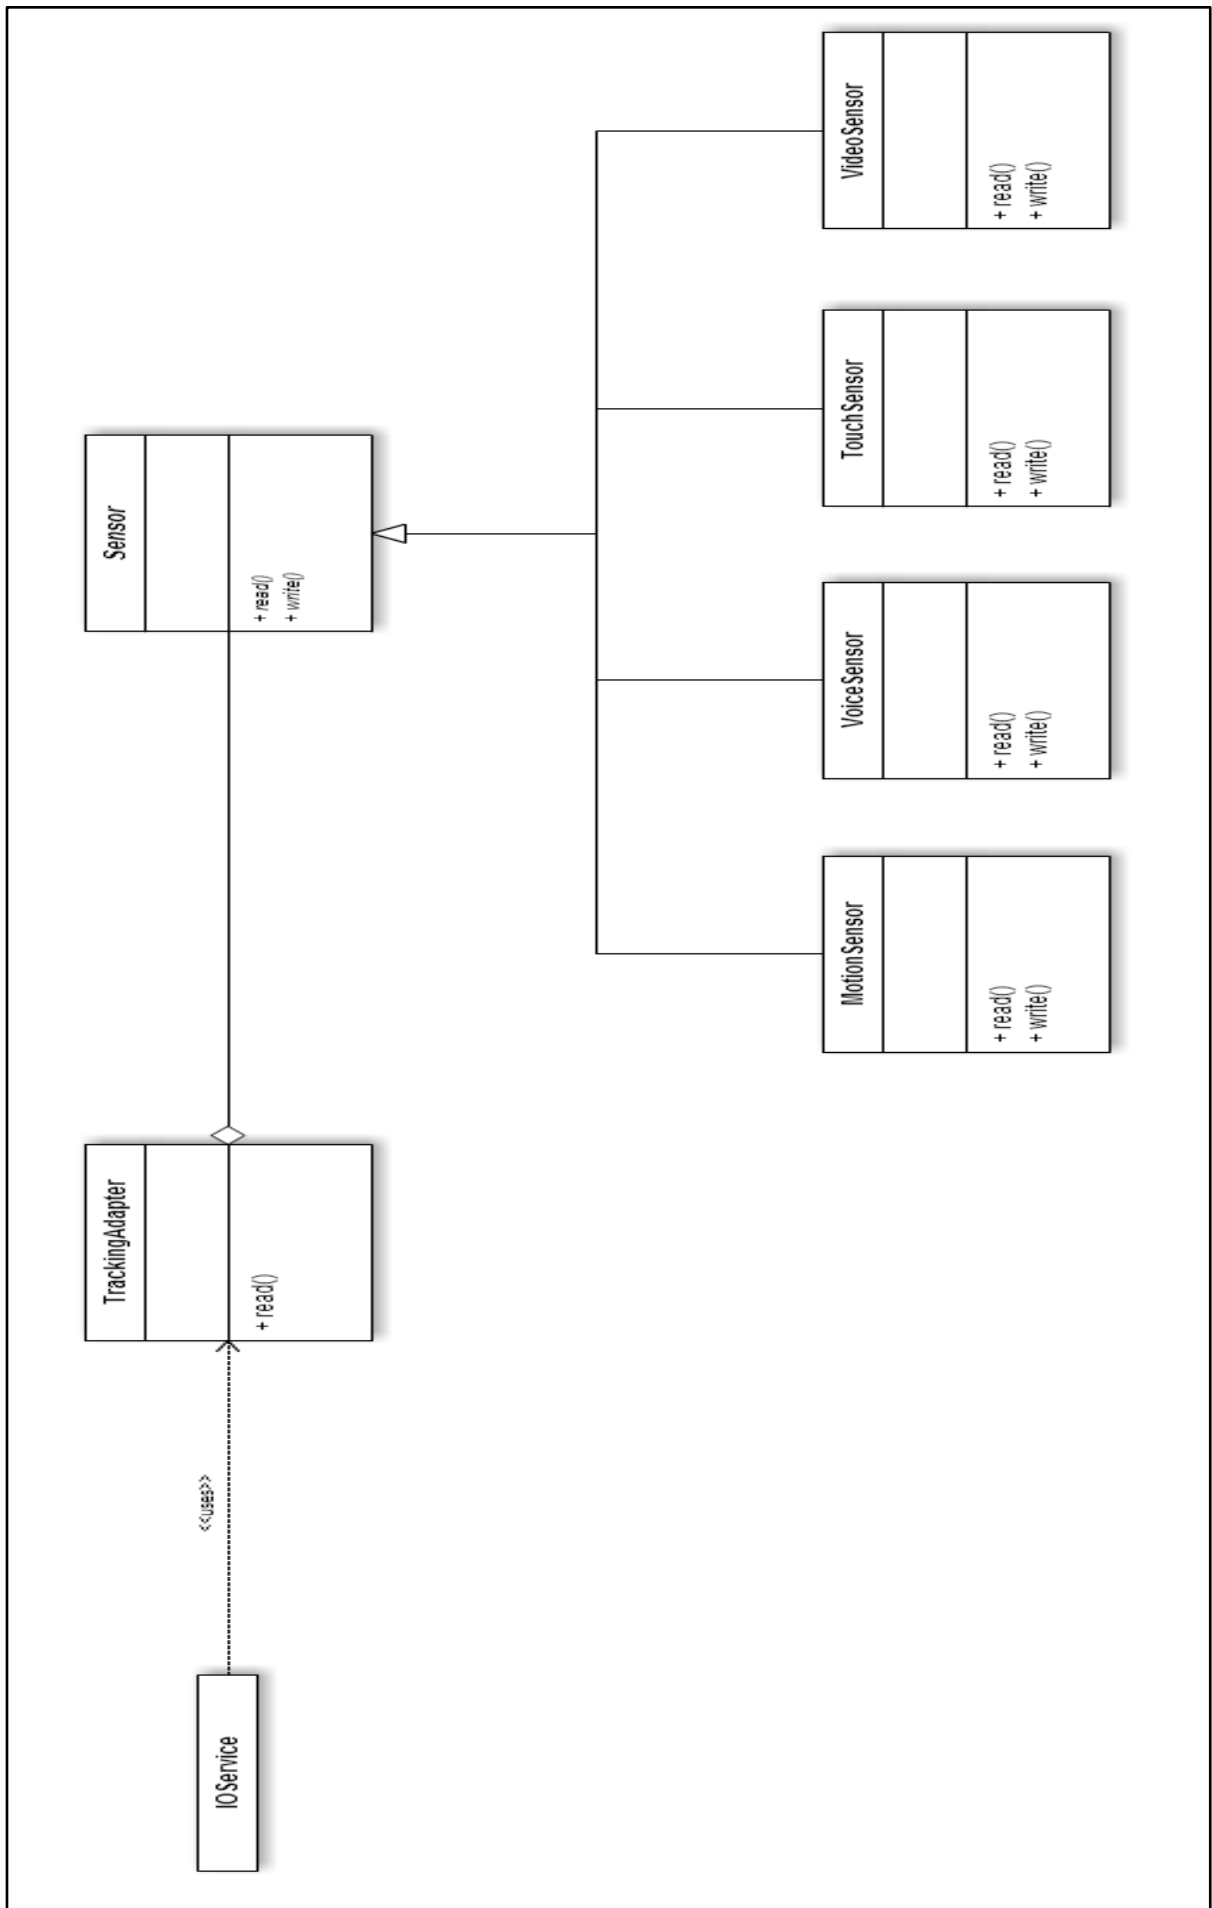 IOService
<<uses>>
TrackingAdapter
+ read()
Sensor
+ read()
+ write()
MotionSensor
+ read()
+ write()
VoiceSensor
+ read()
+ write()
TouchSensor
+ read()
+ write()
VideoSensor
+ read()
+ write()